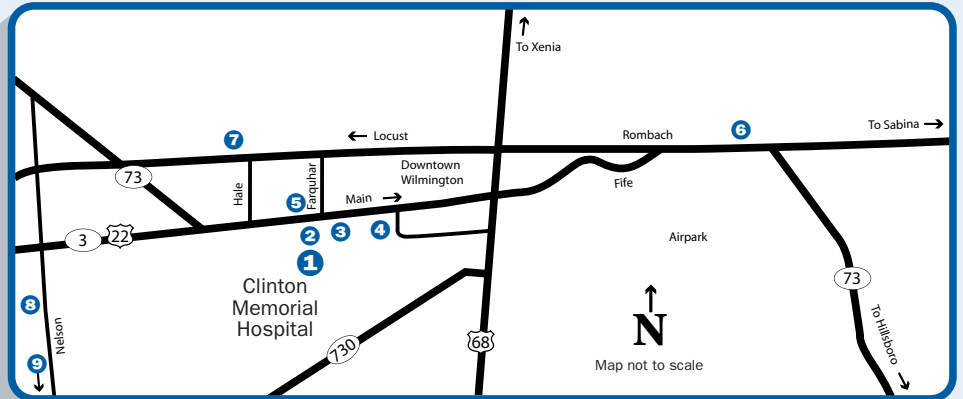 To Xenia
7
Locust
Rombach
6
To Sabina
73
Hale
Farquhar
Downtown
Wilmington
Fife
5
Main
3
22
2
3
4
1
Airpark
Clinton
Memorial
Hospital
73
8
Nelson
9
730
68
N
Map not to scale
To Hillsboro